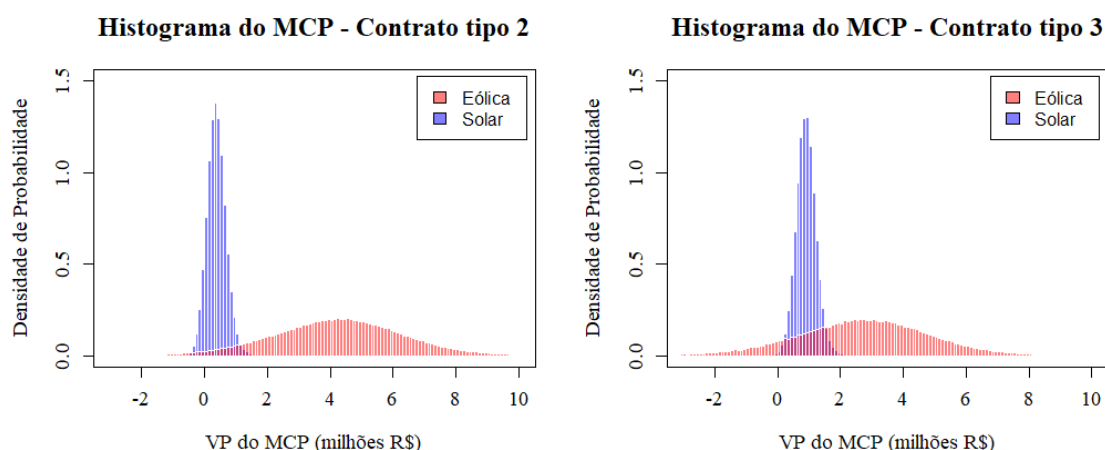 Histograma do MCP - Contrato tipo 2
Densidade de Probabilidade
1.5
1.0
0.5
0.0
Eólica
Solar
-2 0 2 4 6 8 10
VP do MCP (milhões R$)
Histograma do MCP - Contrato tipo 3
Densidade de Probabilidade
1.5
1.0
0.5
0.0
Eólica
Solar
-2 0 2 4 6 8 10
VP do MCP (milhões R$)